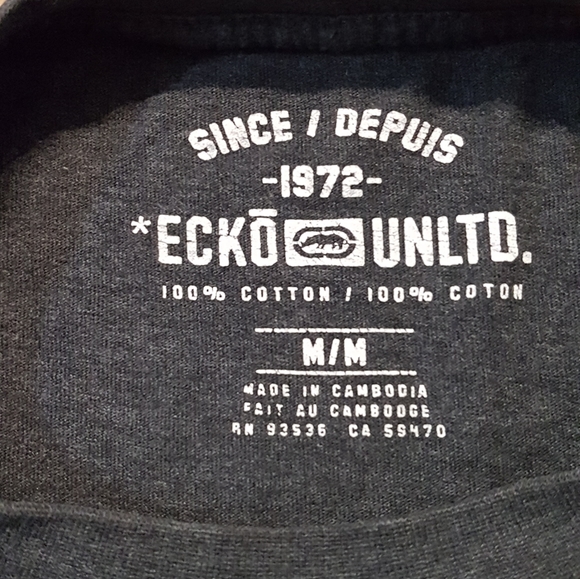 SINCE / DEPUIS
-1972-
*ECKŌ UNLTD.
100% COTTON / 100% COTON
M/M
MADE IN CAMBODIA
FAIT AU CAMBODGE
RN 93536 CA 59470